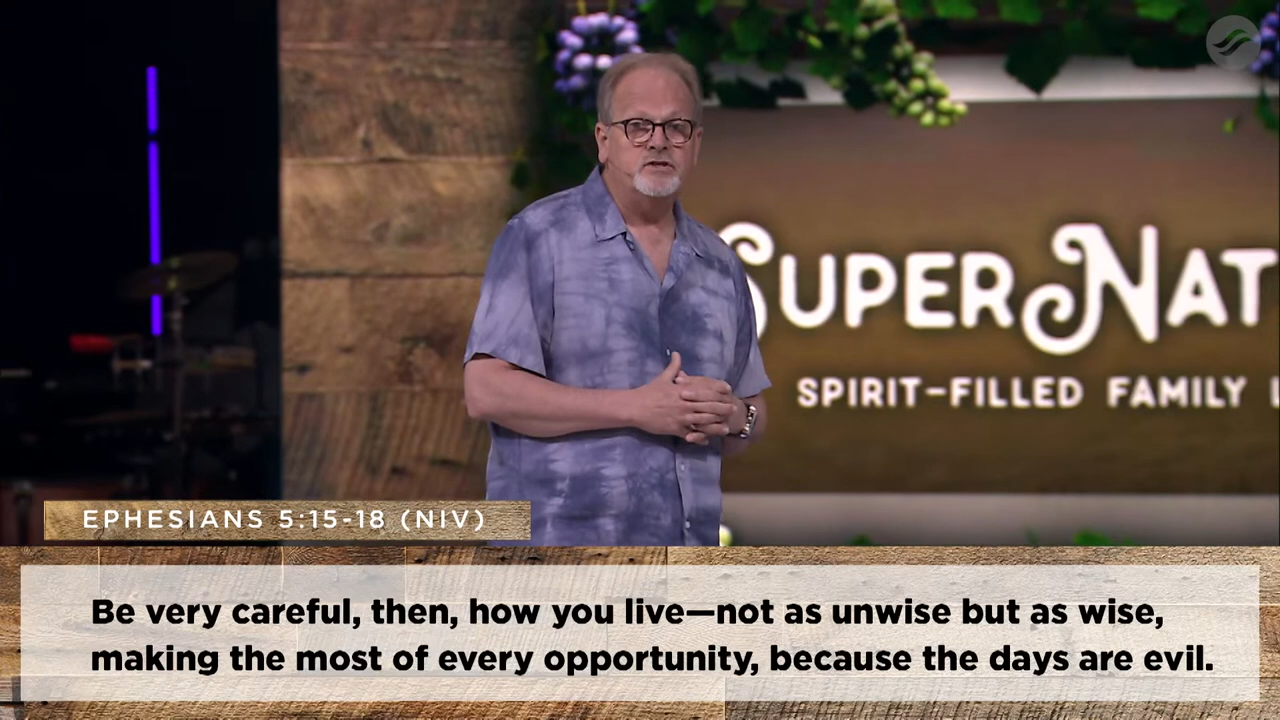 SUPERNAT
SPIRIT-FILLED FAMILY L
EPHESIANS 5:15-18 (NIV)
Be very careful, then, how you live—not as unwise but as wise,
making the most of every opportunity, because the days are evil.